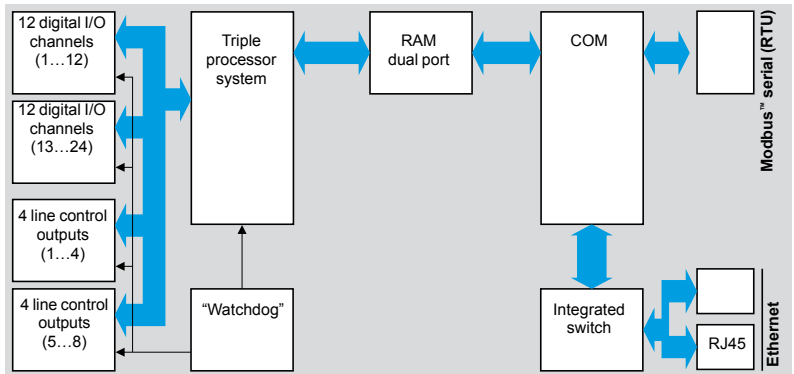 12 digital I/O
channels
(1…12)
12 digital I/O
channels
(13…24)
4 line control
outputs
(1…4)
4 line control
outputs
(5…8)
Triple
processor
system
“Watchdog”
RAM
dual port
COM
Integrated
switch
RJ45
Modbus™ serial (RTU)
Ethernet